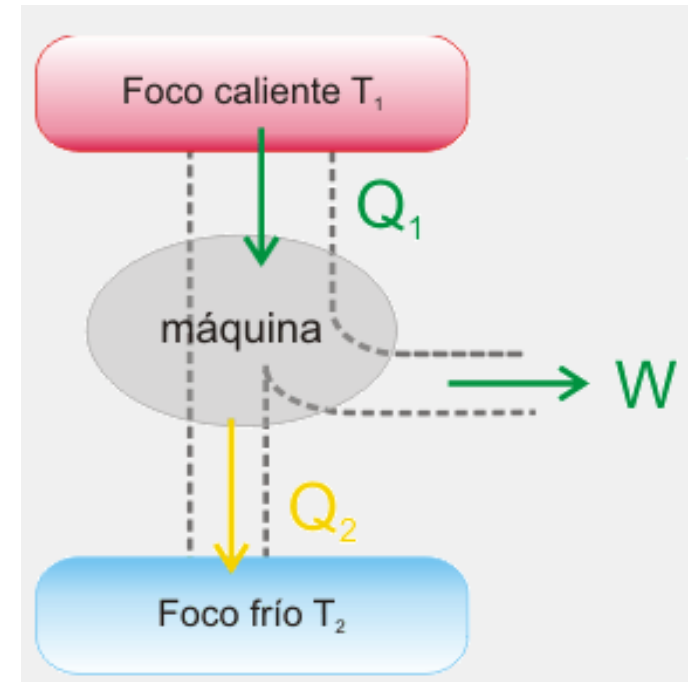 Foco caliente T₁
Q₁
máquina
W
Q₂
Foco frío T₂